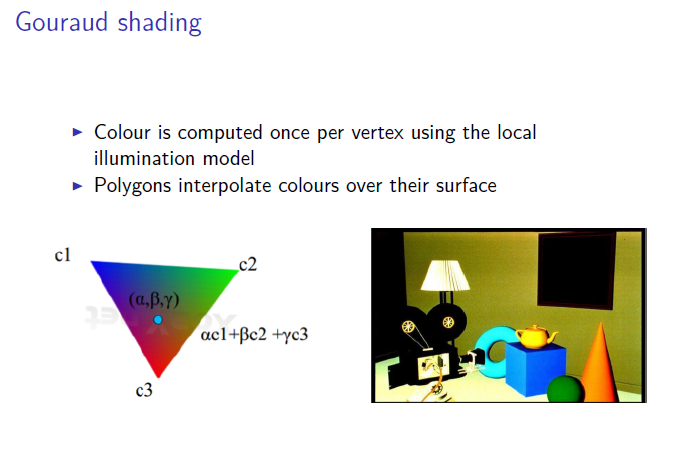 Gouraud shading
▶ Colour is computed once per vertex using the local
illumination model
▶ Polygons interpolate colours over their surface
c1
c2
(α,β,γ)
αc1+βc2 +γc3
c3